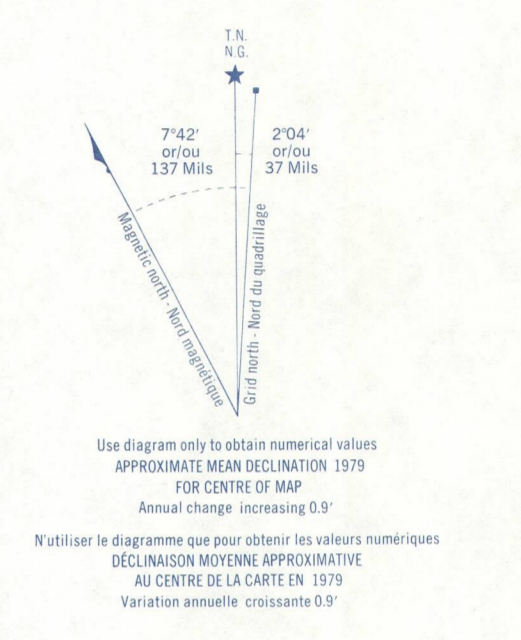 T.N.
N.G.
7°42'
or/ou
137 Mils
2°04'
or/ou
37 Mils
Magnetic north - Nord magnétique
Grid north - Nord du quadrillage
Use diagram only to obtain numerical values
APPROXIMATE MEAN DECLINATION 1979
FOR CENTRE OF MAP
Annual change increasing 0.9'
N'utiliser le diagramme que pour obtenir les valeurs numériques
DÉCLINAISON MOYENNE APPROXIMATIVE
AU CENTRE DE LA CARTE EN 1979
Variation annuelle croissante 0.9'